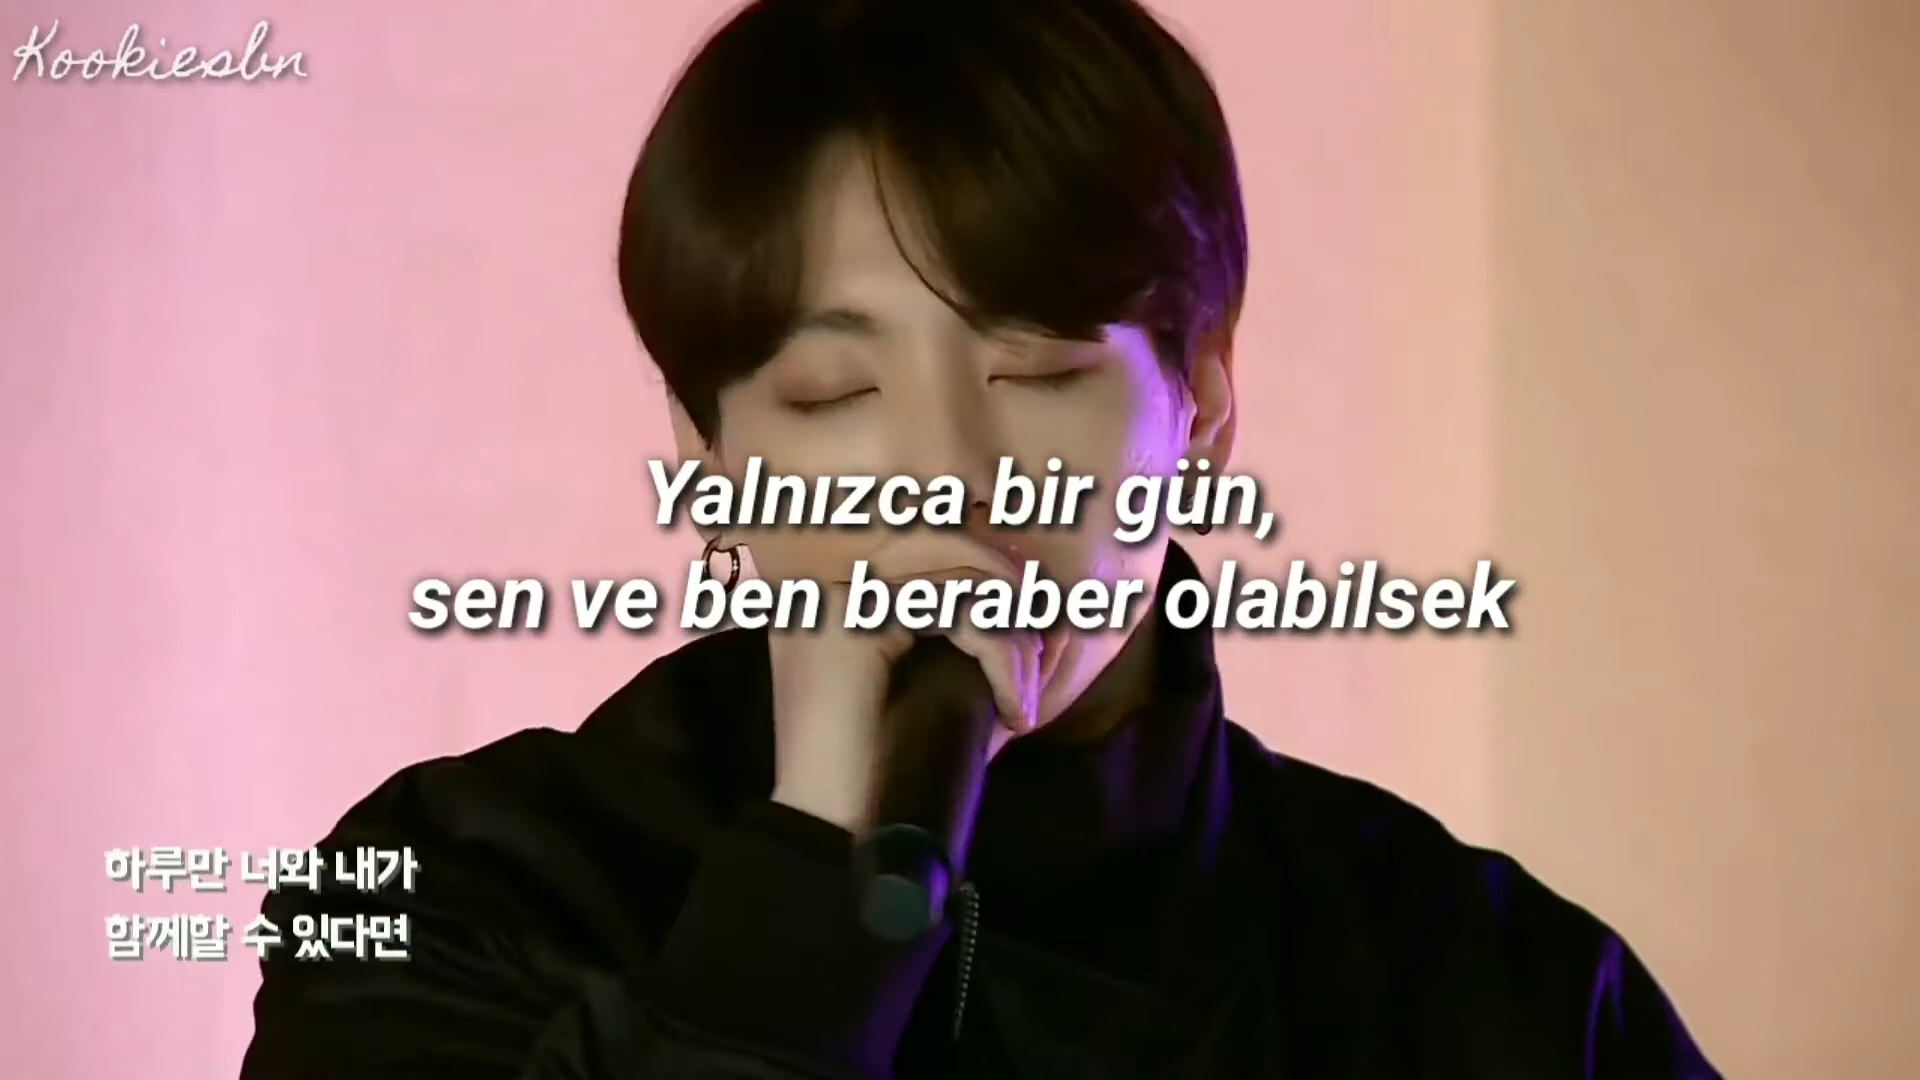 Kookiesbn
Yalnızca bir gün,
sen ve ben beraber olabilsek
하루만 너와 내가
함께할 수 있다면